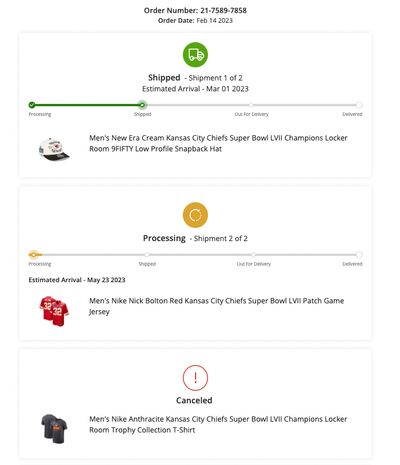 Order Number: 21-7589-7858
Order Date: Feb 14 2023
Shipped - Shipment 1 of 2
Estimated Arrival - Mar 01 2023
Processing Shipped Out For Delivery Delivered
Men's New Era Cream Kansas City Chiefs Super Bowl LVII Champions Locker
Room 9FIFTY Low Profile Snapback Hat
Processing - Shipment 2 of 2
Processing Shipped Out For Delivery Delivered
Estimated Arrival - May 23 2023
Men's Nike Nick Bolton Red Kansas City Chiefs Super Bowl LVII Patch Game
Jersey
32 32
Canceled
Men's Nike Anthracite Kansas City Chiefs Super Bowl LVII Champions Locker
Room Trophy Collection T-Shirt